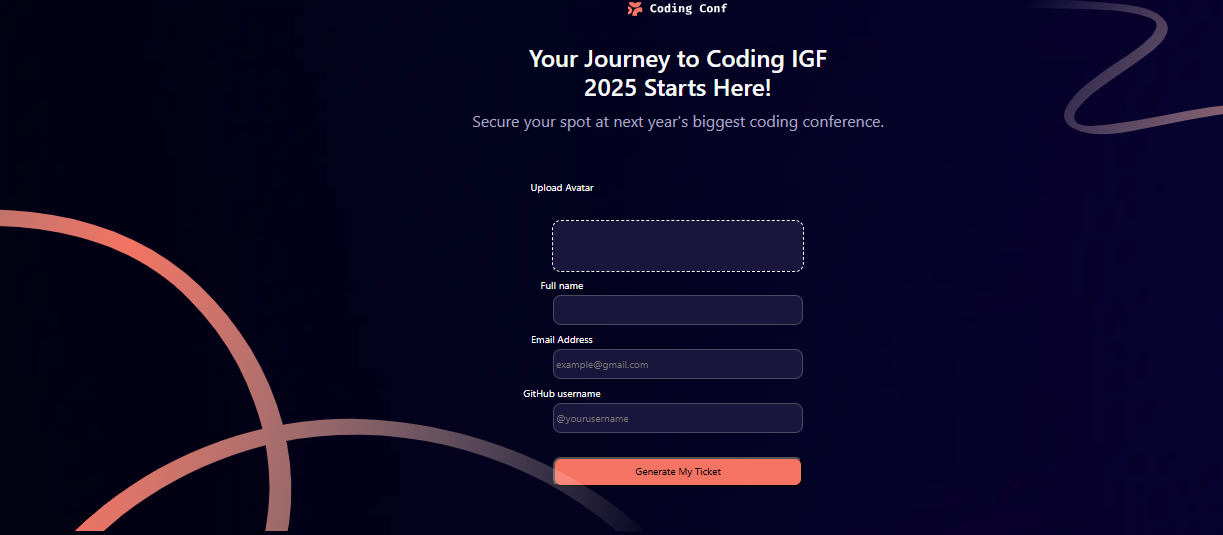 Coding Conf
Your Journey to Coding IGF
2025 Starts Here!
Secure your spot at next year's biggest coding conference.
Upload Avatar
Full name
Email Address
example@gmail.com
GitHub username
@yourusername
Generate My Ticket